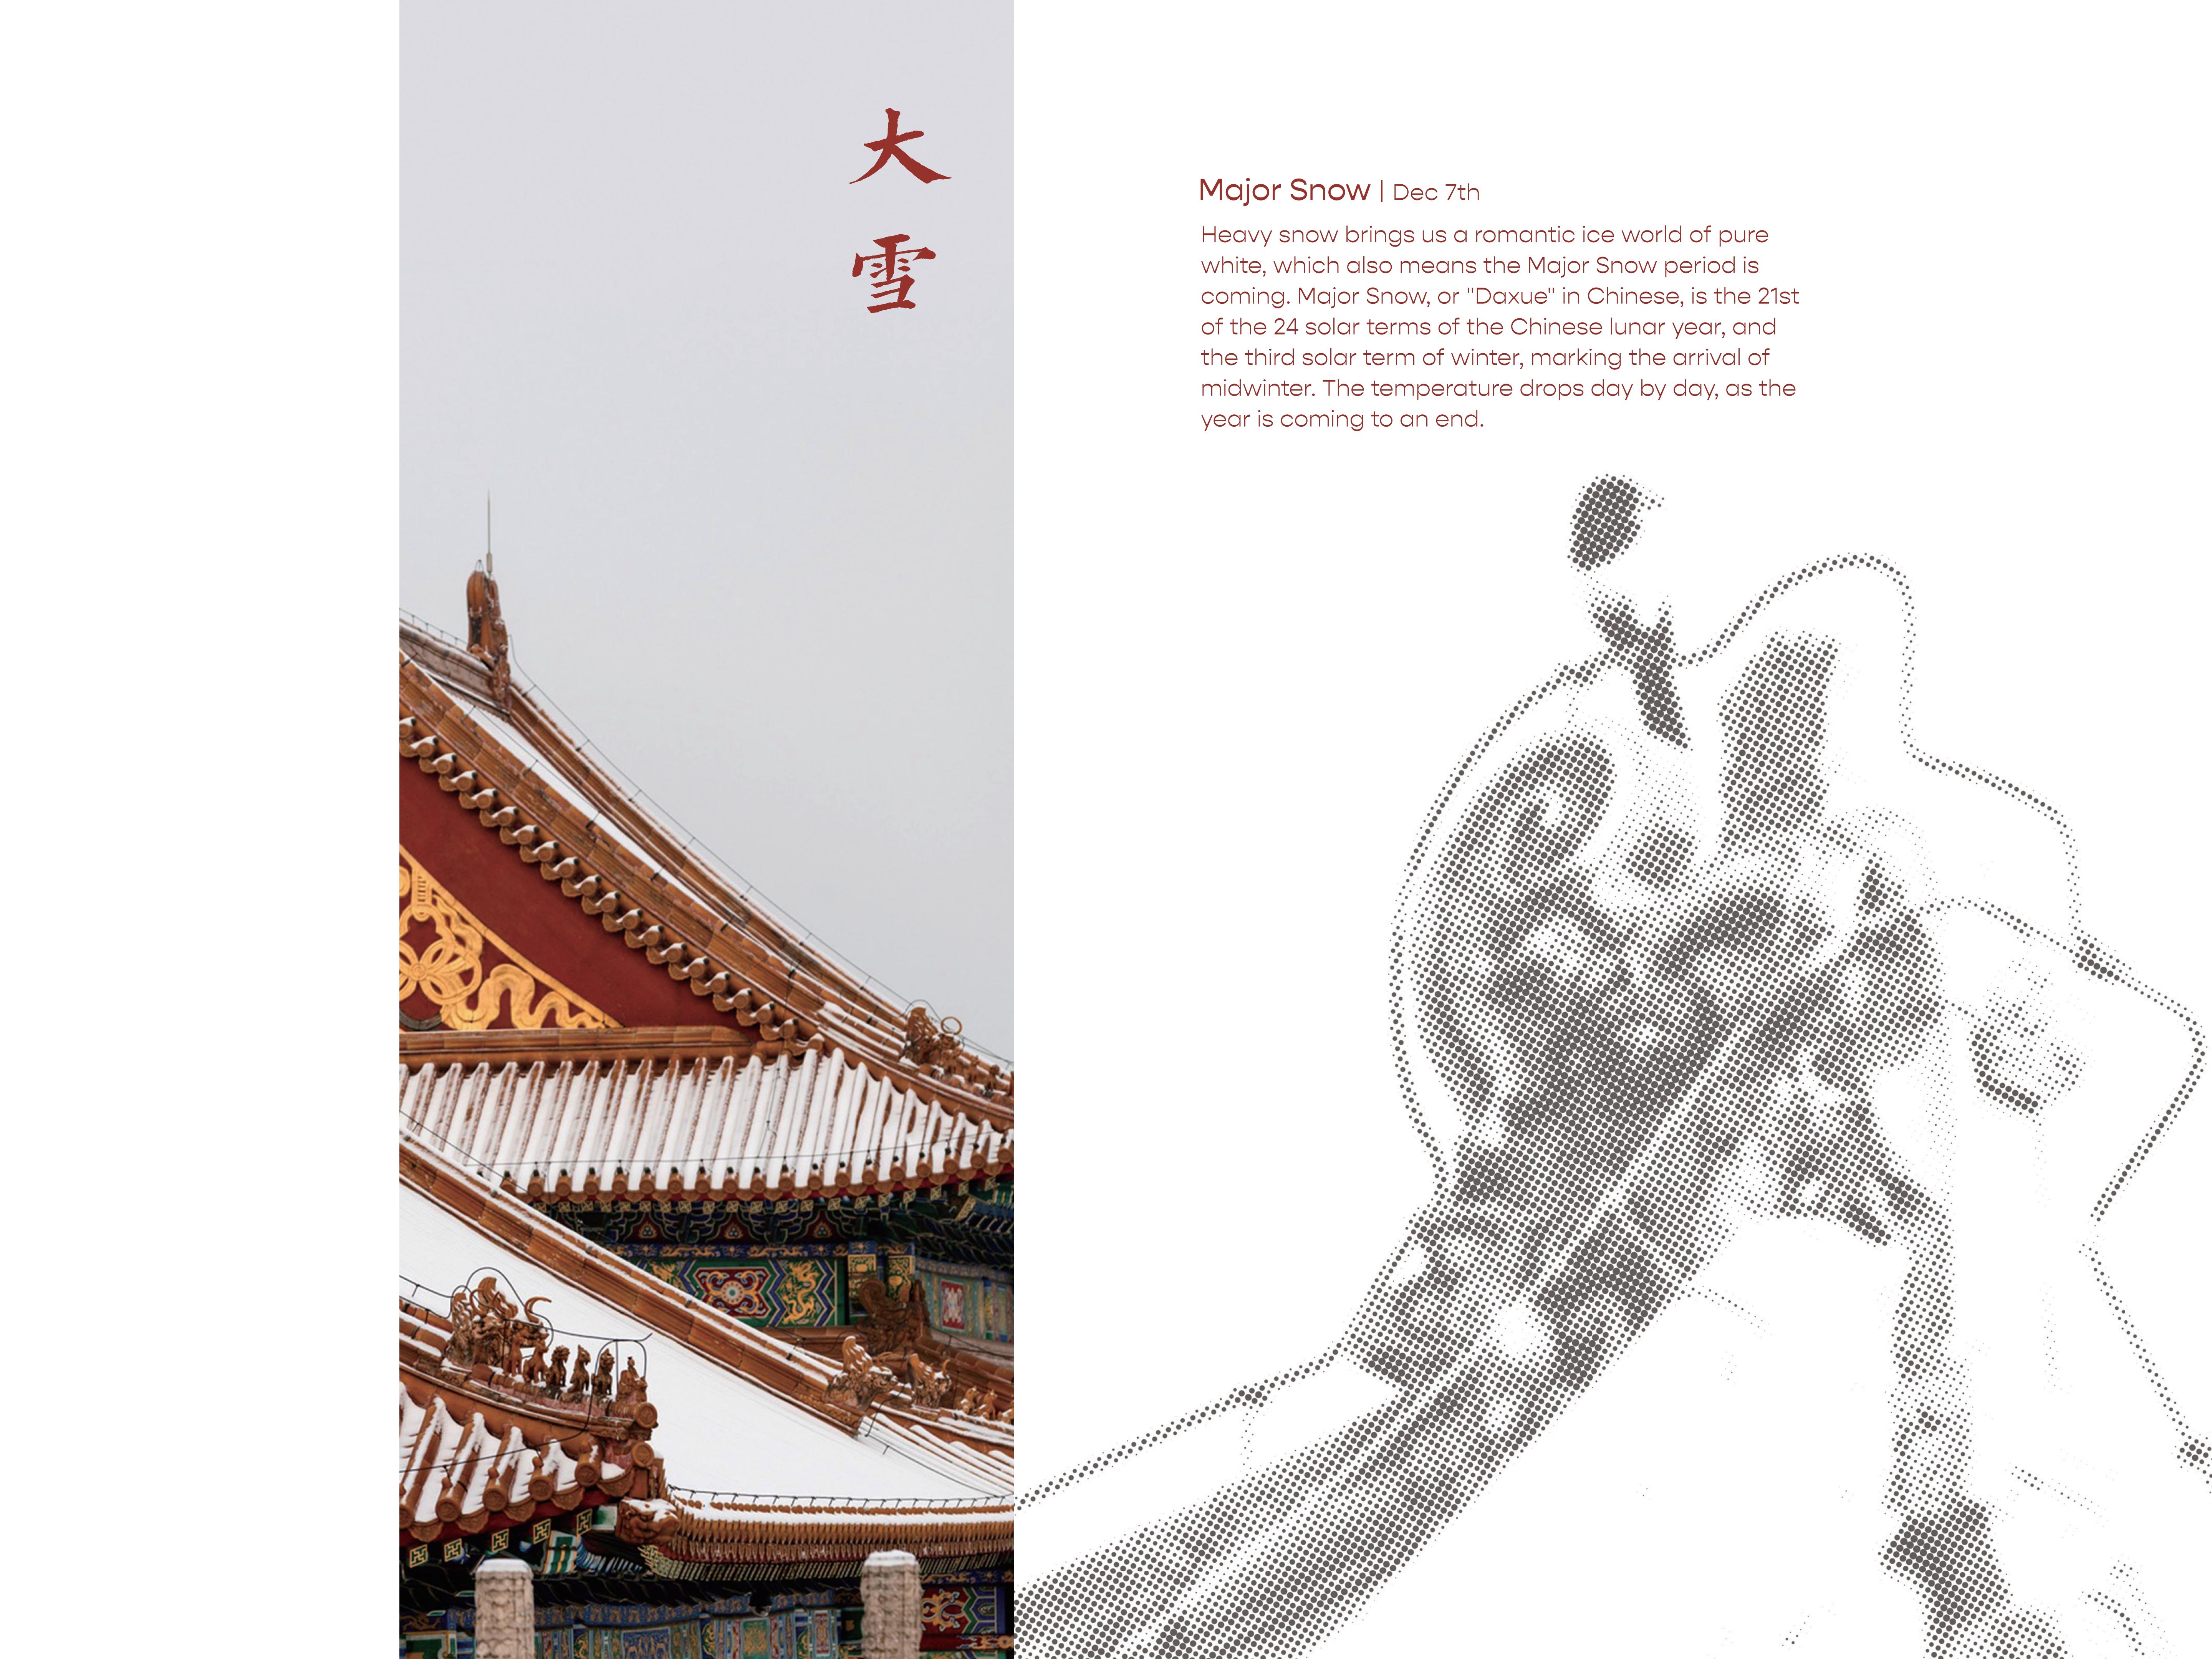 大
雪
Major Snow | Dec 7th
Heavy snow brings us a romantic ice world of pure
white, which also means the Major Snow period is
coming. Major Snow, or "Daxue" in Chinese, is the 21st
of the 24 solar terms of the Chinese lunar year, and
the third solar term of winter, marking the arrival of
midwinter. The temperature drops day by day, as the
year is coming to an end.